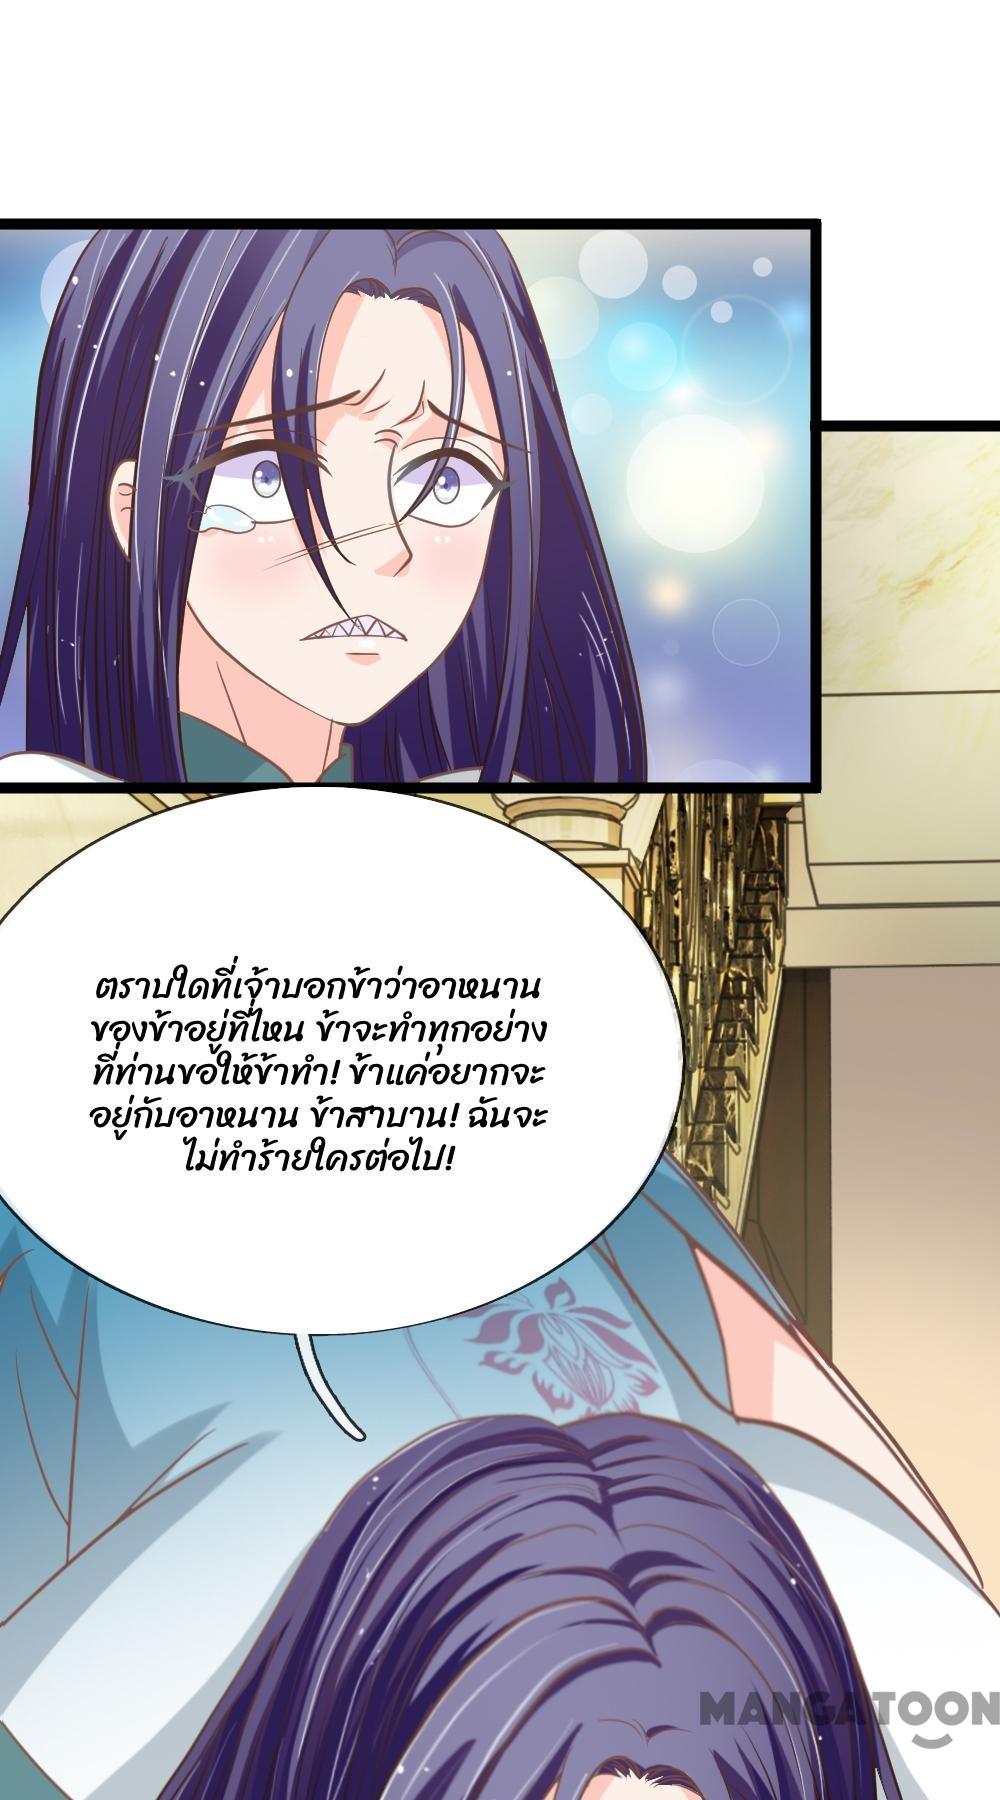 ตราบใดที่เจ้าบอกข้าว่าอาหนาน
ของข้าอยู่ที่ไหน ข้าจะทำทุกอย่าง
ที่ท่านขอให้ข้าทำ! ข้าแค่อยากจะ
อยู่กับอาหนาน ข้าสาบาน! ฉันจะ
ไม่ทำร้ายใครต่อไป!
MANGATOON